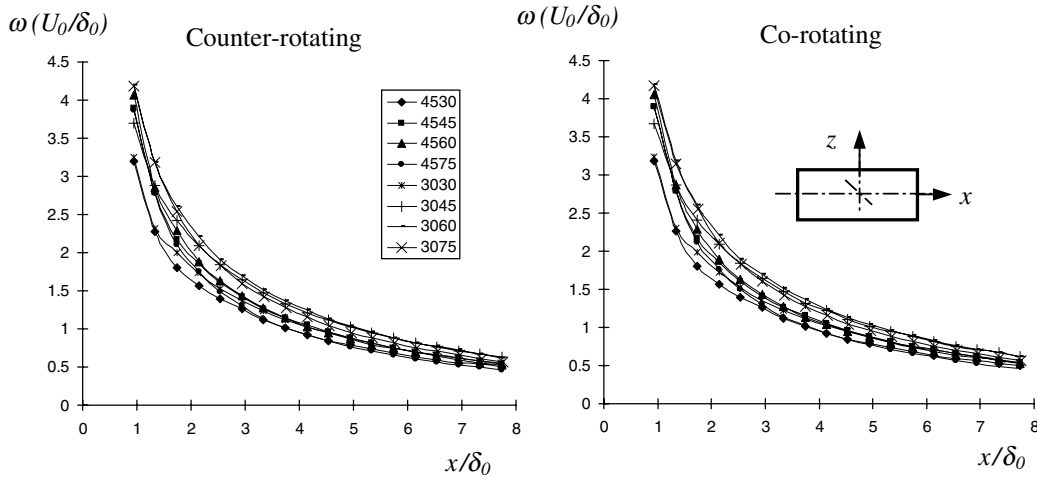 ω (U0/δ0)
Counter-rotating
4.5
4
3.5
3
2.5
2
1.5
1
0.5
0
0 1 2 3 4 5 6 7 8
x/δ0
4530
4545
4560
4575
3030
3045
3060
3075
ω (U0/δ0)
Co-rotating
4.5
4
3.5
3
2.5
2
1.5
1
0.5
0
0 1 2 3 4 5 6 7 8
x/δ0
z
x